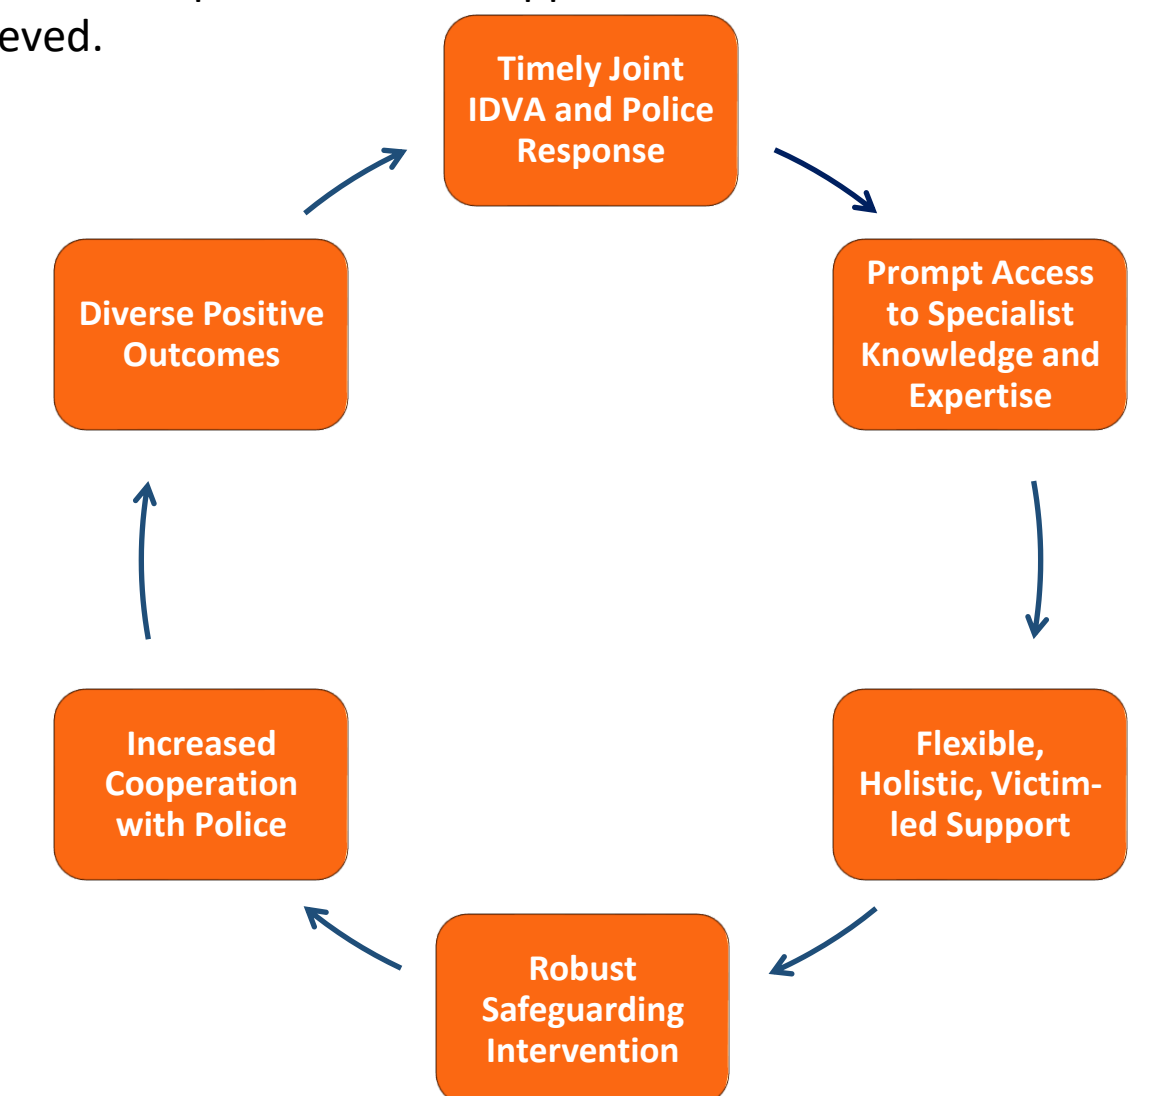 eved.
Timely Joint
IDVA and Police
Response
Prompt Access
to Specialist
Knowledge and
Expertise
Flexible,
Holistic, Victim-
led Support
Robust
Safeguarding
Intervention
Increased
Cooperation
with Police
Diverse Positive
Outcomes